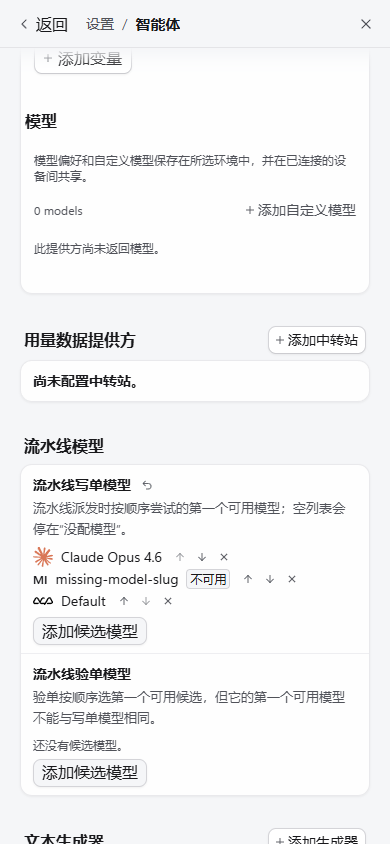 返回 设置 / 智能体
+ 添加变量
模型
模型偏好和自定义模型保存在所选环境中，并在已连接的设
备间共享。
0 models + 添加自定义模型
此提供方尚未返回模型。
用量数据提供方 + 添加中转站
尚未配置中转站。
流水线模型
流水线写单模型
流水线派发时按顺序尝试的第一个可用模型；空列表会
停在“没配模型”。
Claude Opus 4.6
MI missing-model-slug 不可用
Default
添加候选模型
流水线验单模型
验单按顺序选第一个可用候选，但它的第一个可用模型
不能与写单模型相同。
还没有候选模型。
添加候选模型
文本生成器 + 添加生成器